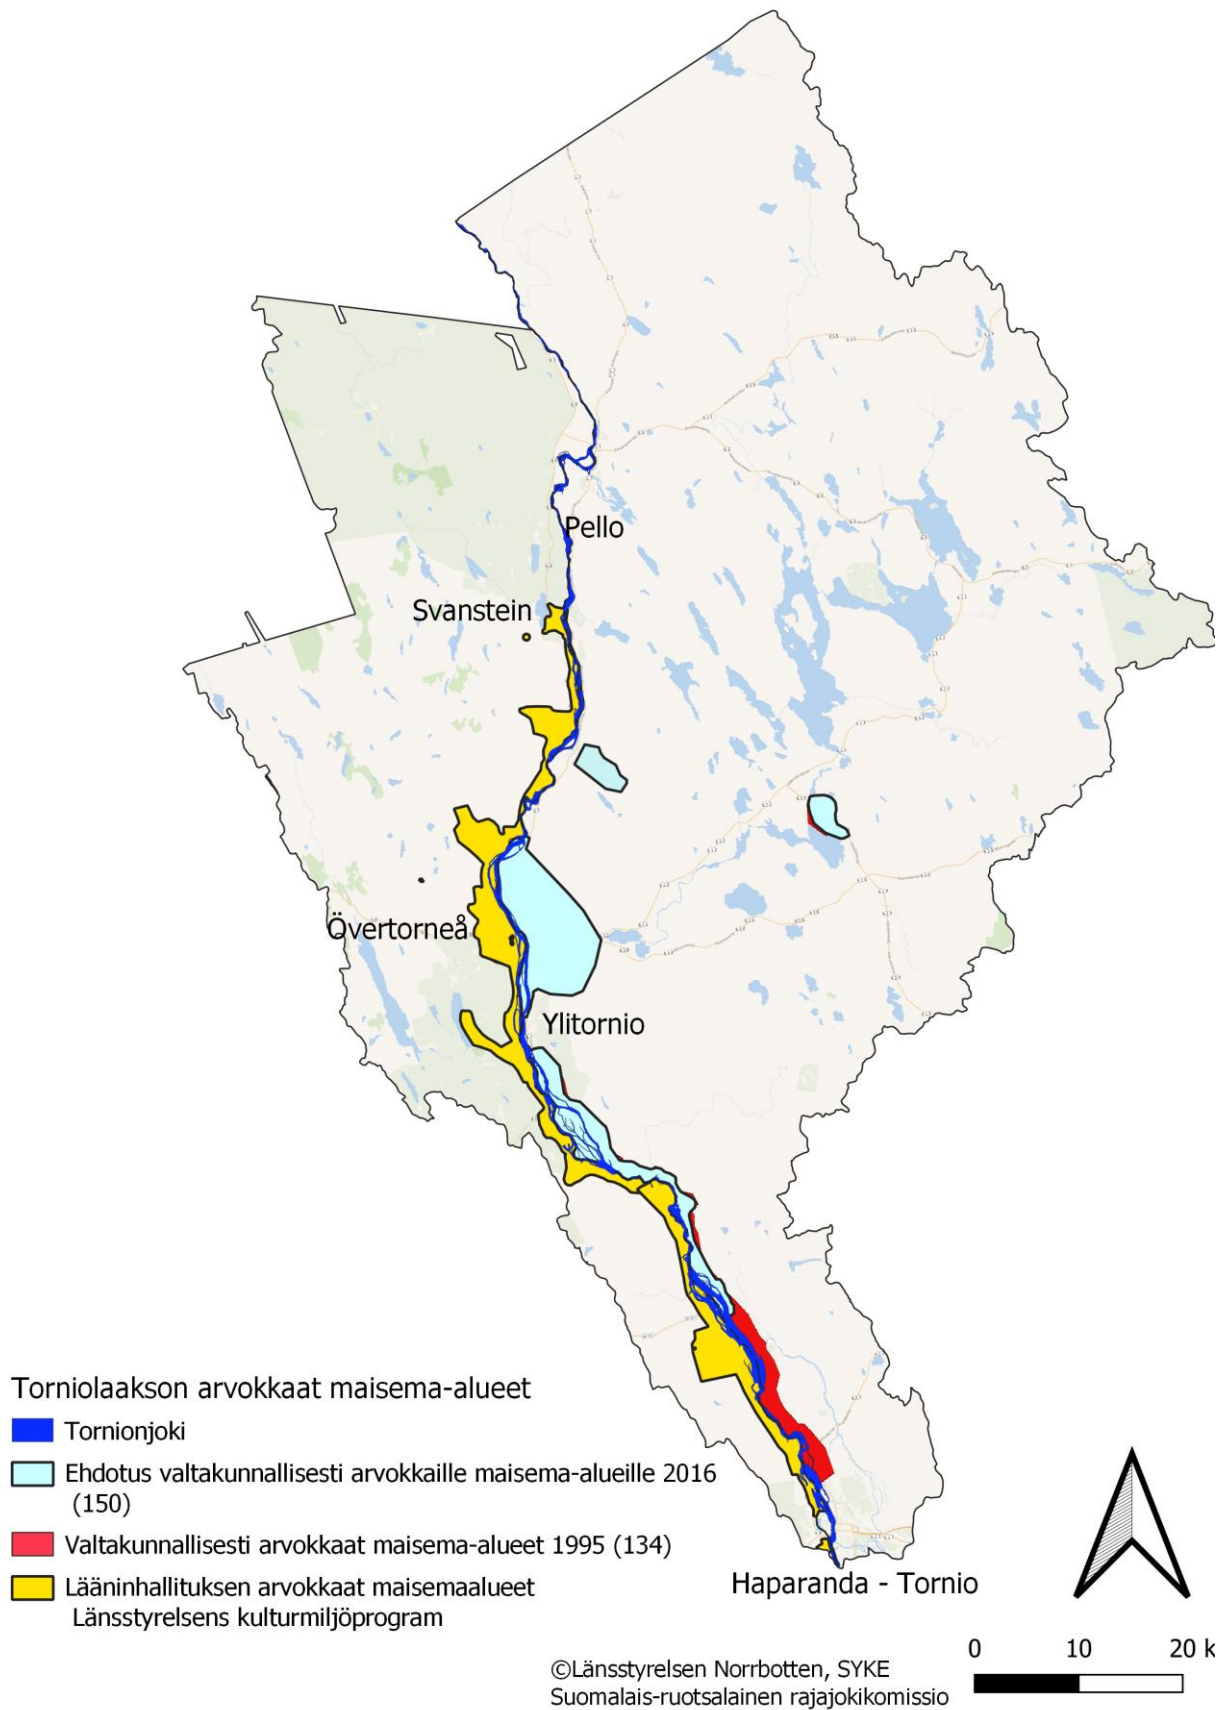 Pello
Svanstein
Övertorneå
Ylitornio
Torniolaakson arvokkaat maisema-alueet
Tornionjoki
Ehdotus valtakunnallisesti arvokkaille maisema-alueille 2016
(150)
Valtakunnallisesti arvokkaat maisema-alueet 1995 (134)
Lääninhallituksen arvokkaat maisemaalueet
Länsstyrelsens kulturmiljöprogram
Haparanda - Tornio
0 10 20 k
©Länsstyrelsen Norrbotten, SYKE
Suomalais-ruotsalainen rajajokikomissio